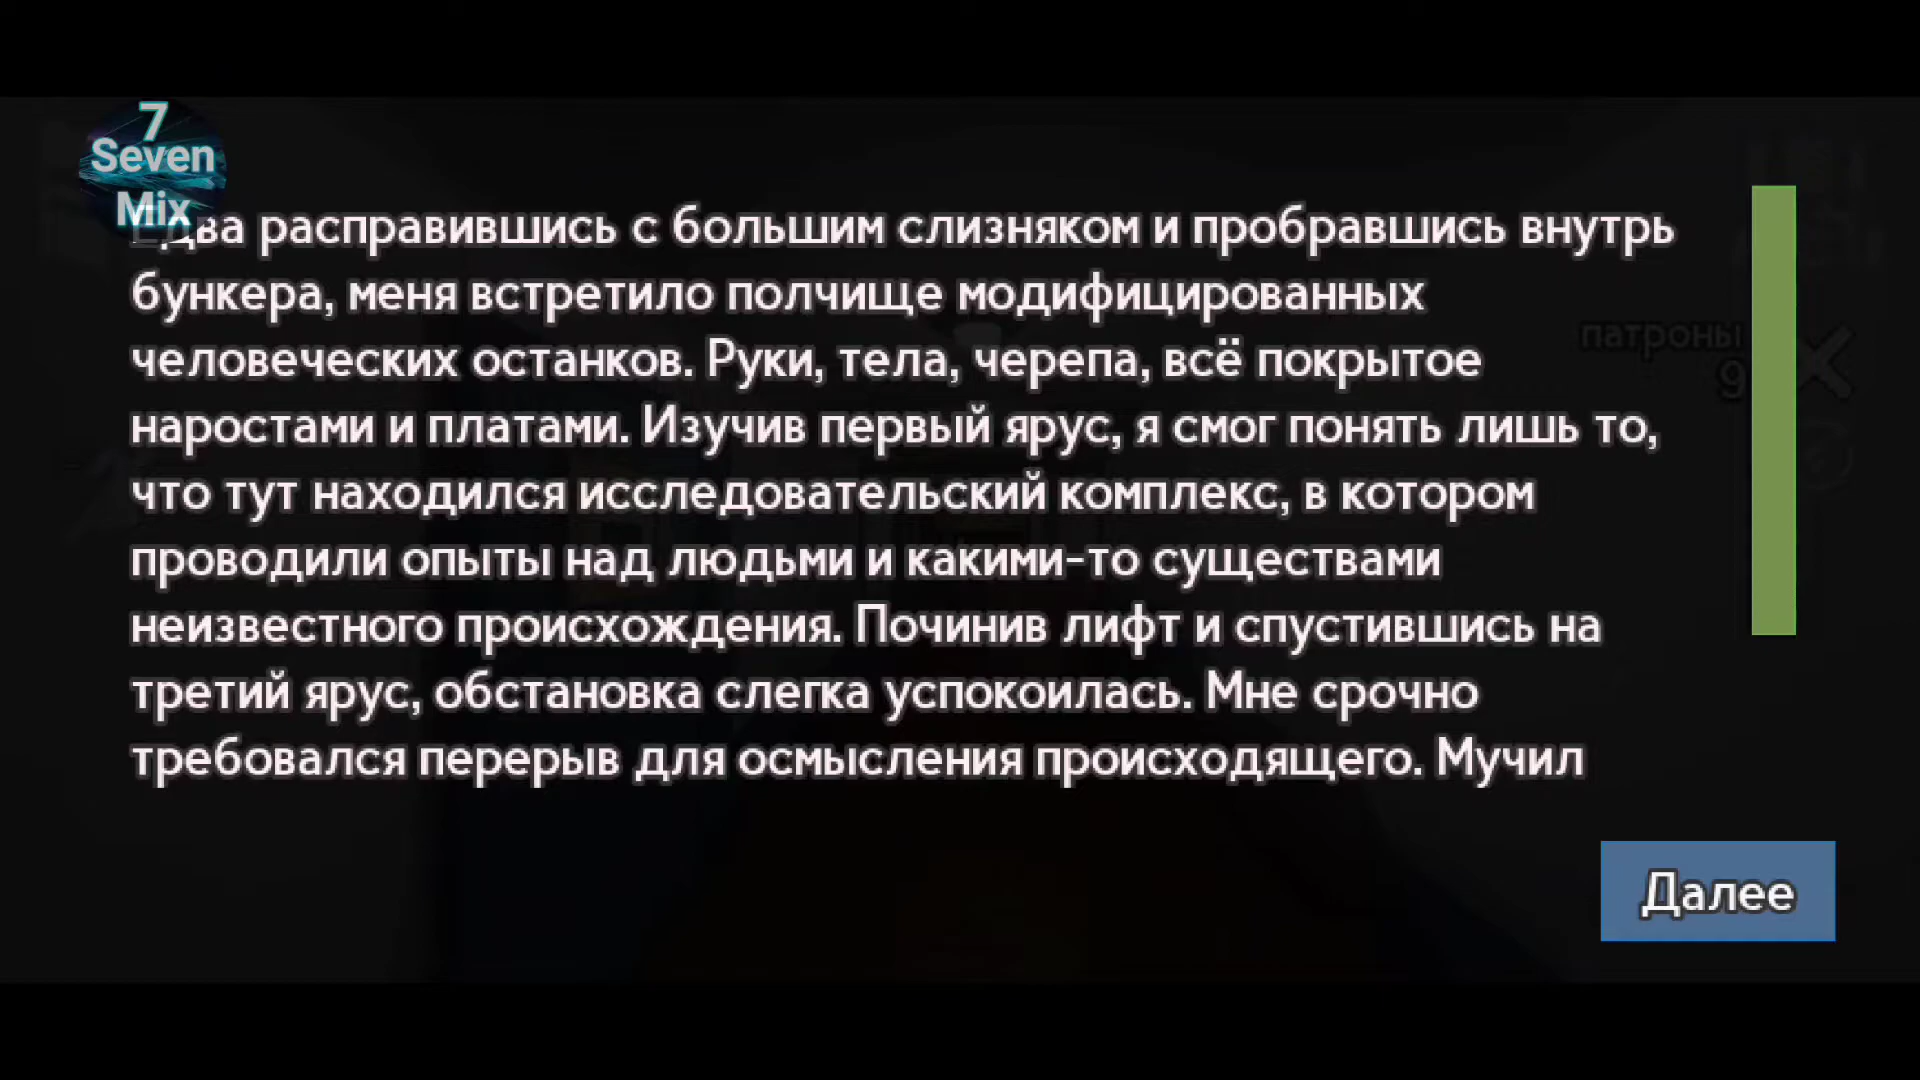 7
Seven
Mix
Едва расправившись с большим слизняком и пробравшись внутрь
бункера, меня встретило полчище модифицированных
человеческих останков. Руки, тела, черепа, всё покрытое
наростами и платами. Изучив первый ярус, я смог понять лишь то,
что тут находился исследовательский комплекс, в котором
проводили опыты над людьми и какими-то существами
неизвестного происхождения. Починив лифт и спустившись на
третий ярус, обстановка слегка успокоилась. Мне срочно
требовался перерыв для осмысления происходящего. Мучил
патроны
9
Далее